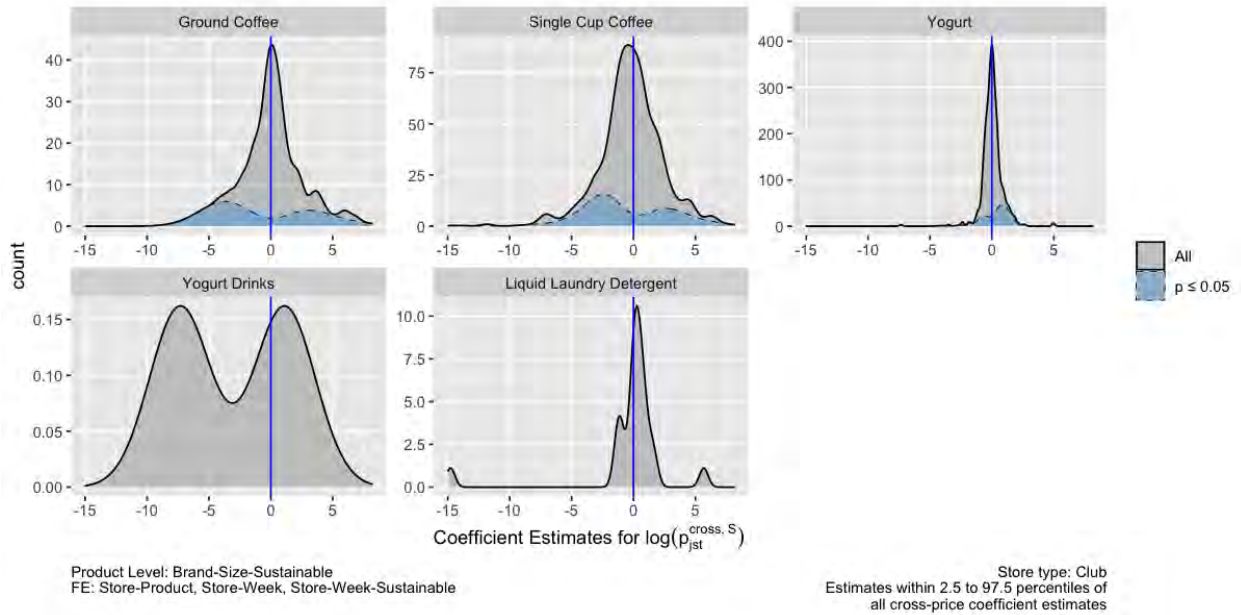 Ground Coffee
Single Cup Coffee
Yogurt
40
30
20
10
0
-15 -10 -5 0 5
75
50
25
0
-15 -10 -5 0 5
400
300
200
100
0
-15 -10 -5 0 5
count
All
p ≤ 0.05
Yogurt Drinks
Liquid Laundry Detergent
0.15
0.10
0.05
0.00
-15 -10 -5 0 5
10.0
7.5
5.0
2.5
0.0
-15 -10 -5 0 5
Coefficient Estimates for log(p_jst^cross, S)
Product Level: Brand-Size-Sustainable
FE: Store-Product, Store-Week, Store-Week-Sustainable
Store type: Club
Estimates within 2.5 to 97.5 percentiles of
all cross-price coefficient estimates